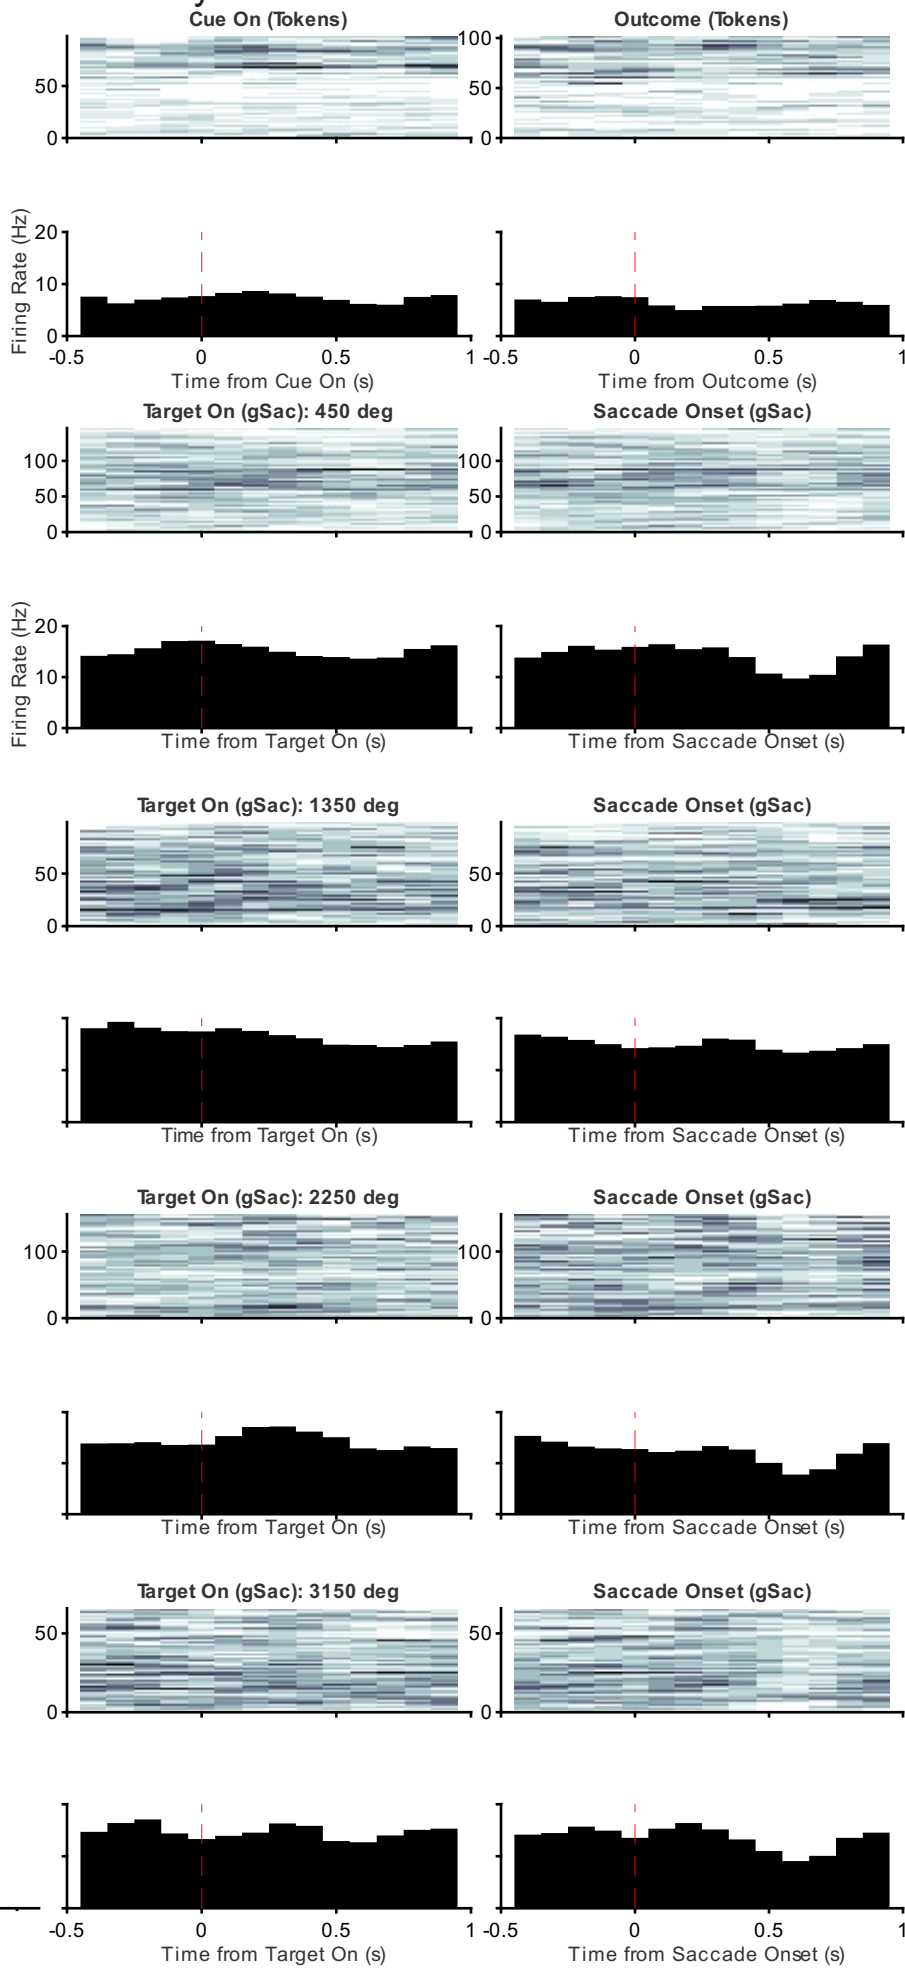 y
Cue On (Tokens) Outcome (Tokens)
100
50 50
0 0
Firing Rate (Hz)
20
10
0
-0.5 0 0.5 1 -0.5 0 0.5 1
Time from Cue On (s) Time from Outcome (s)
Target On (gSac): 450 deg Saccade Onset (gSac)
100 100
50 50
0 0
Firing Rate (Hz)
20
10
0
Time from Target On (s) Time from Saccade Onset (s)
Target On (gSac): 1350 deg Saccade Onset (gSac)
50 50
0 0
Time from Target On (s) Time from Saccade Onset (s)
Target On (gSac): 2250 deg Saccade Onset (gSac)
100 100
0 0
Time from Target On (s) Time from Saccade Onset (s)
Target On (gSac): 3150 deg Saccade Onset (gSac)
50 50
0 0
-0.5 0 0.5 1 -0.5 0 0.5 1
Time from Target On (s) Time from Saccade Onset (s)